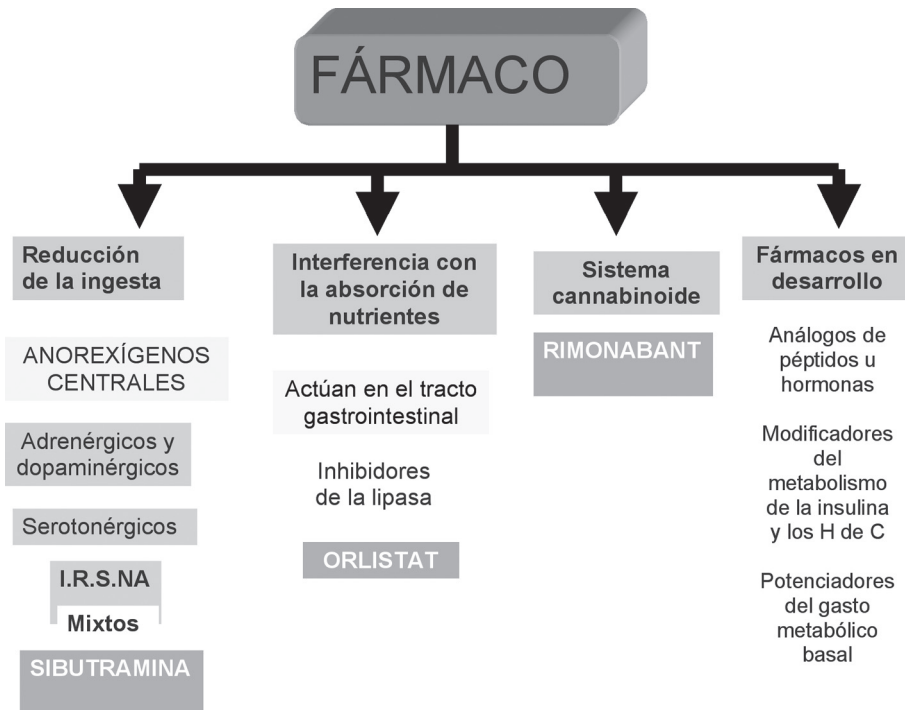 FÁRMACO
Reducción
de la ingesta
ANOREXÍGENOS
CENTRALES
Adrenérgicos y
dopaminérgicos
Serotonérgicos
I.R.S.NA
Mixtos
SIBUTRAMINA
Interferencia con
la absorción de
nutrientes
Actúan en el tracto
gastrointestinal
Inhibidores
de la lipasa
ORLISTAT
Sistema
cannabinoide
RIMONABANT
Fármacos en
desarrollo
Análogos de
péptidos u
hormonas
Modificadores
del
metabolismo
de la insulina
y los H de C
Potenciadores
del gasto
metabólico
basal